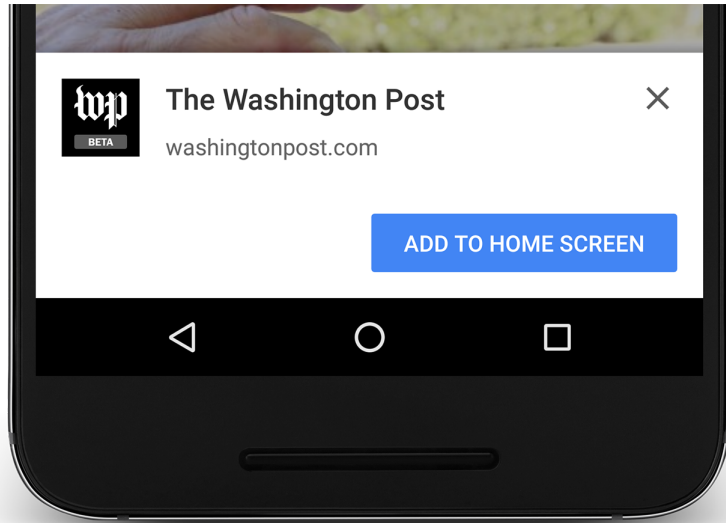 wp
BETA
The Washington Post
washingtonpost.com
ADD TO HOME SCREEN